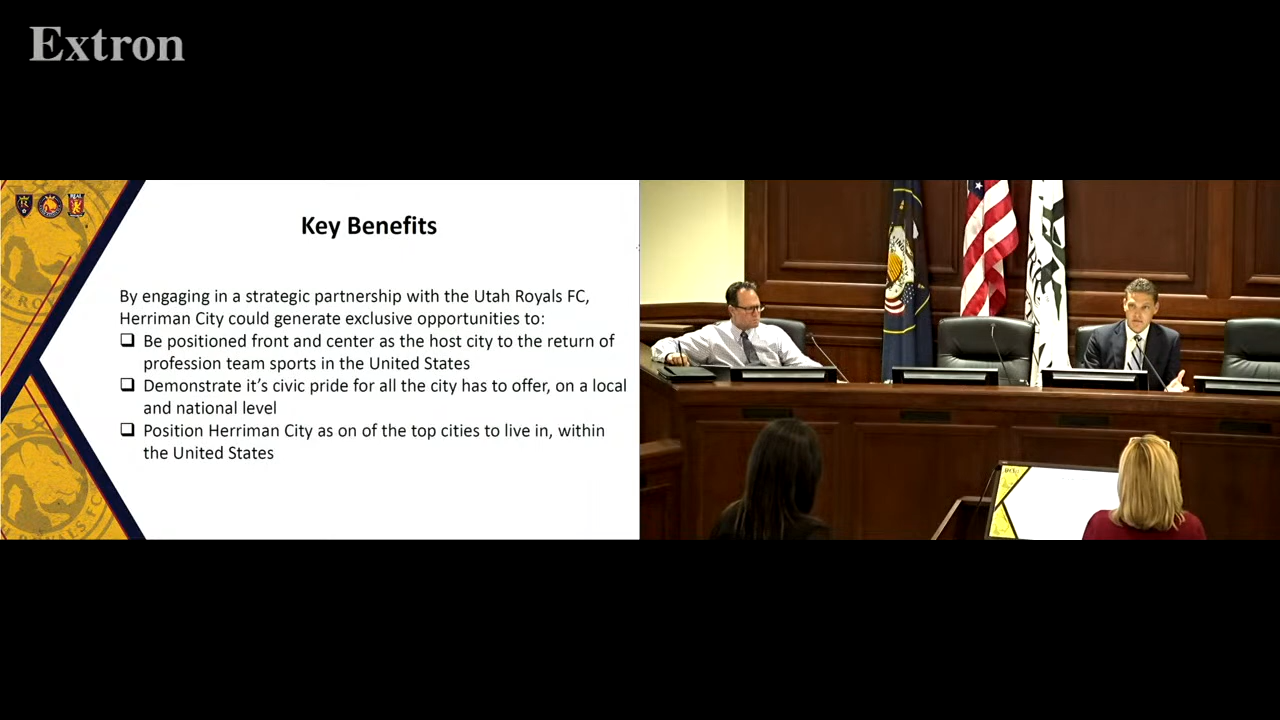 Extron
Key Benefits
By engaging in a strategic partnership with the Utah Royals FC,
Herriman City could generate exclusive opportunities to:
Be positioned front and center as the host city to the return of
profession team sports in the United States
Demonstrate it's civic pride for all the city has to offer, on a local
and national level
Position Herriman City as on of the top cities to live in, within
the United States